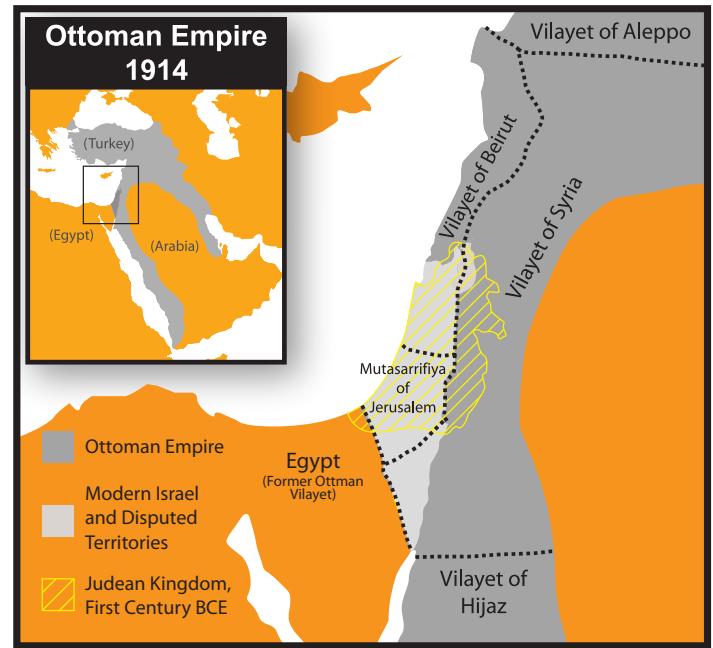 Ottoman Empire
1914
(Turkey)
(Egypt)
(Arabia)
Vilayet of Aleppo
Vilayet of Beirut
Vilayet of Syria
Mutasarrifiya
of
Jerusalem
Egypt
(Former Ottman
Vilayet)
Vilayet of
Hijaz
Ottoman Empire
Modern Israel
and Disputed
Territories
Judean Kingdom,
First Century BCE